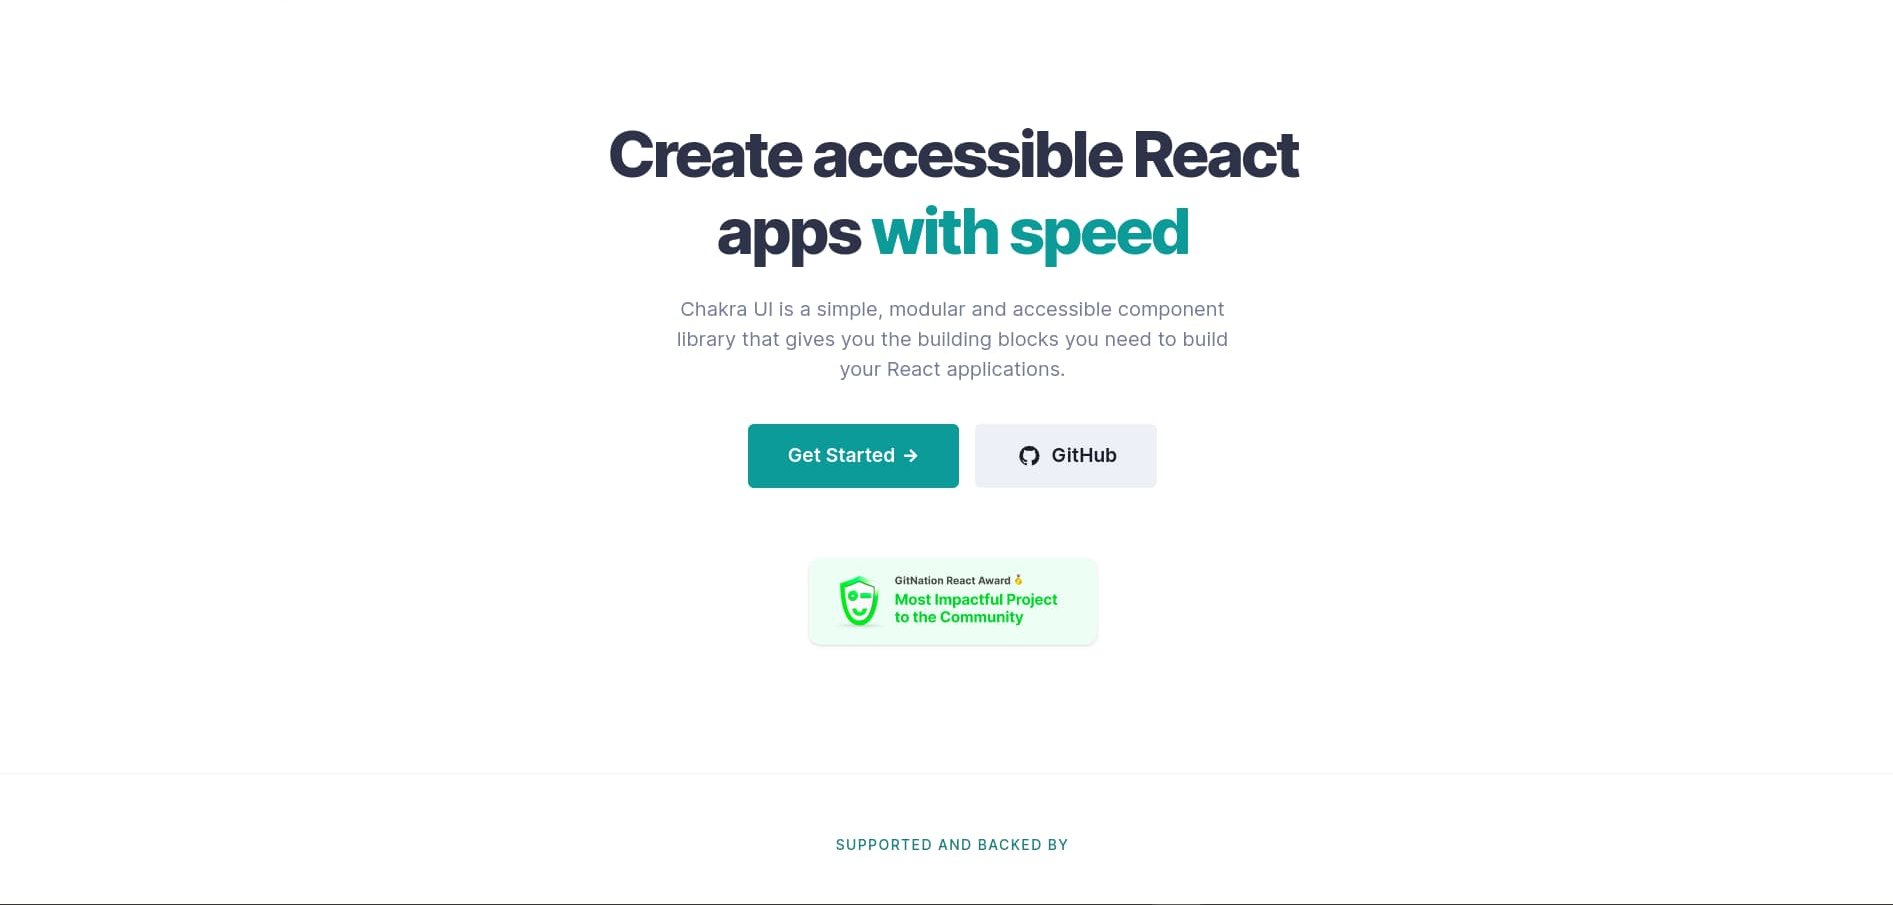 Create accessible React
apps with speed
Chakra UI is a simple, modular and accessible component
library that gives you the building blocks you need to build
your React applications.
Get Started →
GitHub
GitNation React Award 🏅
Most Impactful Project
to the Community
SUPPORTED AND BACKED BY